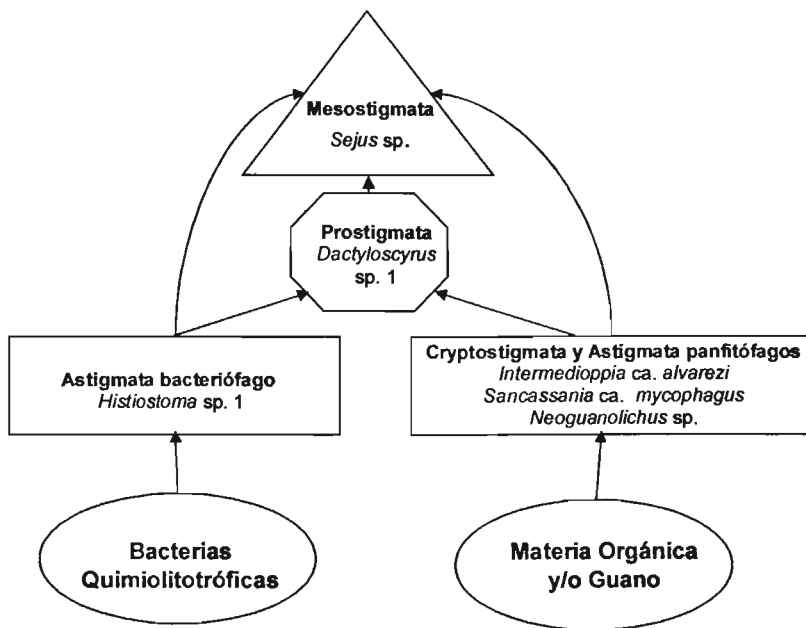 Mesostigmata
Sejus sp.
Prostigmata
Dactyloscyrus
sp. 1
Astigmata bacteriófago
Histiostoma sp. 1
Cryptostigmata y Astigmata panfitófagos
Intermedioppia ca. alvarezi
Sancassania ca. mycophagus
Neoguanolichus sp.
Bacterias
Quimiolitotróficas
Materia Orgánica
y/o Guano